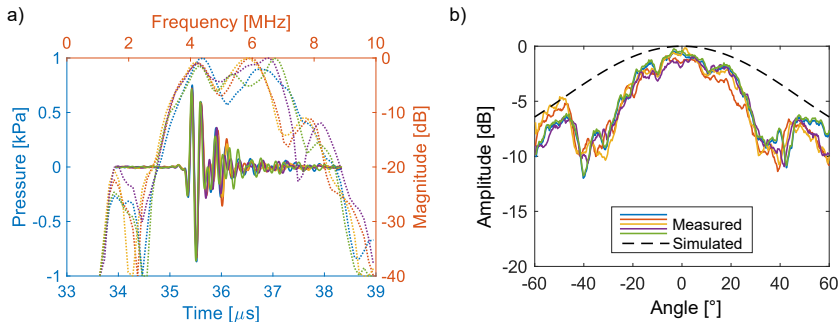 a)
Frequency [MHz]
0 2 4 6 8 10
1 0.5 0 -0.5 -1
Pressure [kPa]
0 -10 -20 -30 -40
Magnitude [dB]
33 34 35 36 37 38 39
Time [μs]
b)
0 -5 -10 -15 -20
Amplitude [dB]
Measured
Simulated
-60 -40 -20 0 20 40 60
Angle [°]